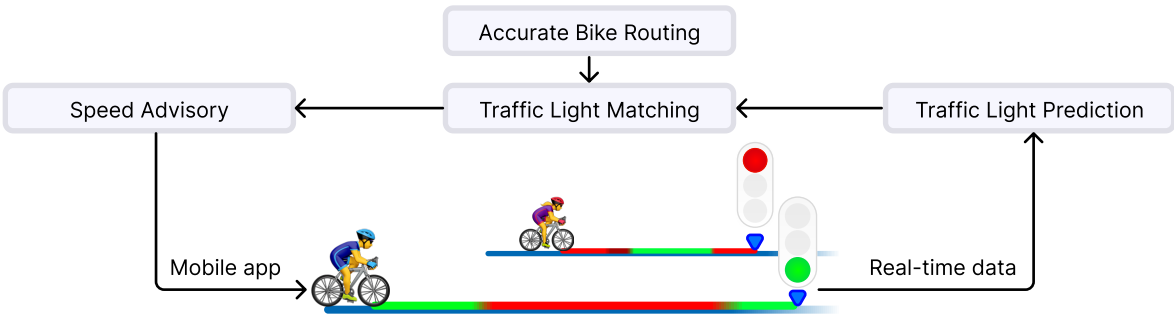 Accurate Bike Routing
Speed Advisory
Traffic Light Matching
Traffic Light Prediction
Mobile app
Real-time data